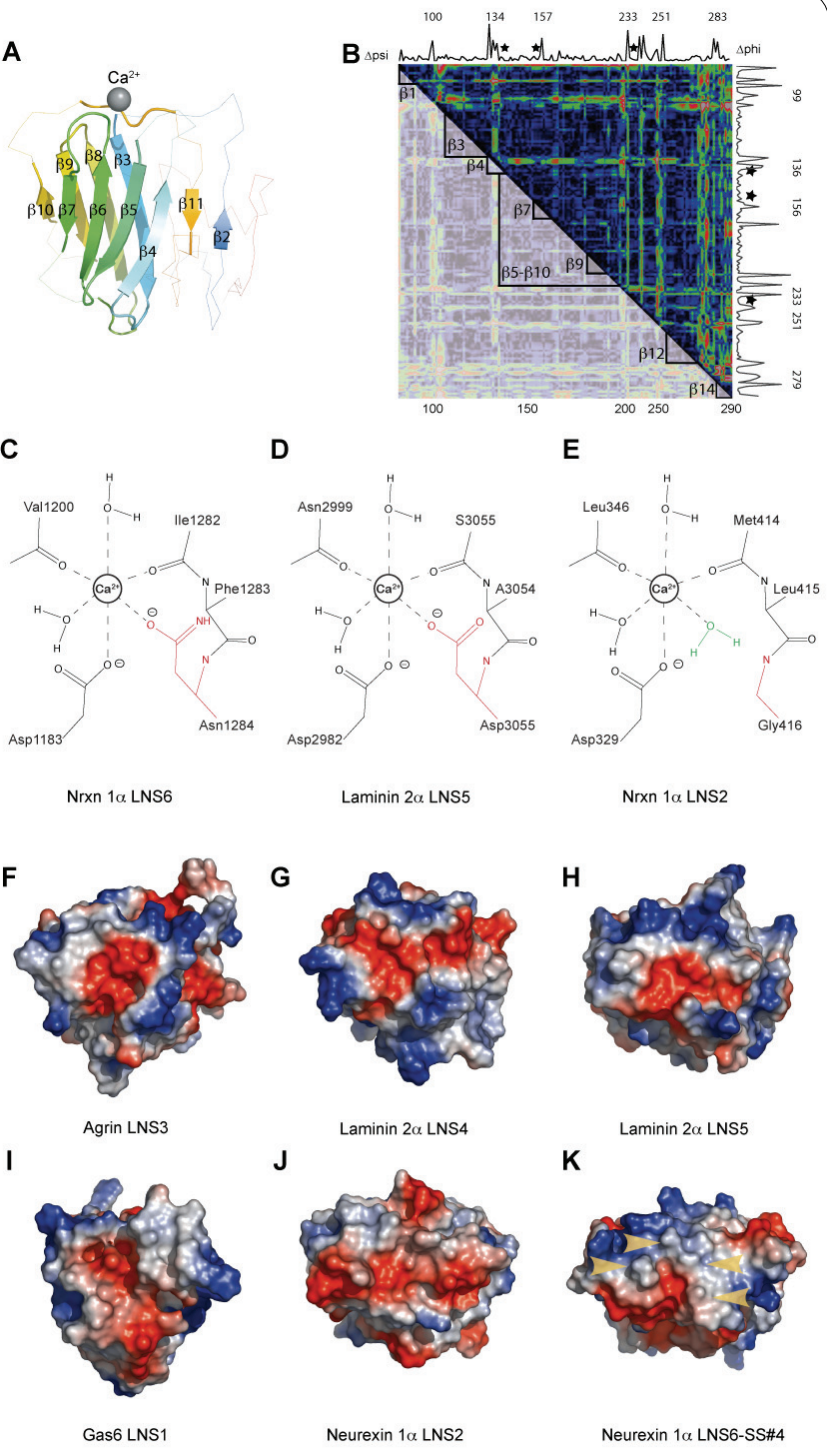 A
Ca²⁺
β9
β8
β3
β10
β7
β6
β5
β11
β4
β2
B
100 134 157 233 251 283
Δpsi
Δphi
β1
β3
β4
β7
β9
β5-β10
β12
β14
99
136
156
233
251
279
100 150 200 250 290
C
H
O
H
Val1200
Ile1282
O
O
Ca²⁺
N
Phe1283
H
O
H
⊖
O
NH
O
O
O
⊖
N
Asp1183
Asn1284
Nrxn 1α LNS6
D
H
O
H
Asn2999
S3055
O
O
Ca²⁺
N
A3054
H
O
H
⊖
O
O
O
O
O
⊖
N
Asp2982
Asp3055
Laminin 2α LNS5
E
H
O
H
Leu346
Met414
O
O
Ca²⁺
N
Leu415
H
O
H
O
H
H
O
O
O
⊖
N
Asp329
Gly416
Nrxn 1α LNS2
F
Agrin LNS3
G
Laminin 2α LNS4
H
Laminin 2α LNS5
I
Gas6 LNS1
J
Neurexin 1α LNS2
K
Neurexin 1α LNS6-SS#4